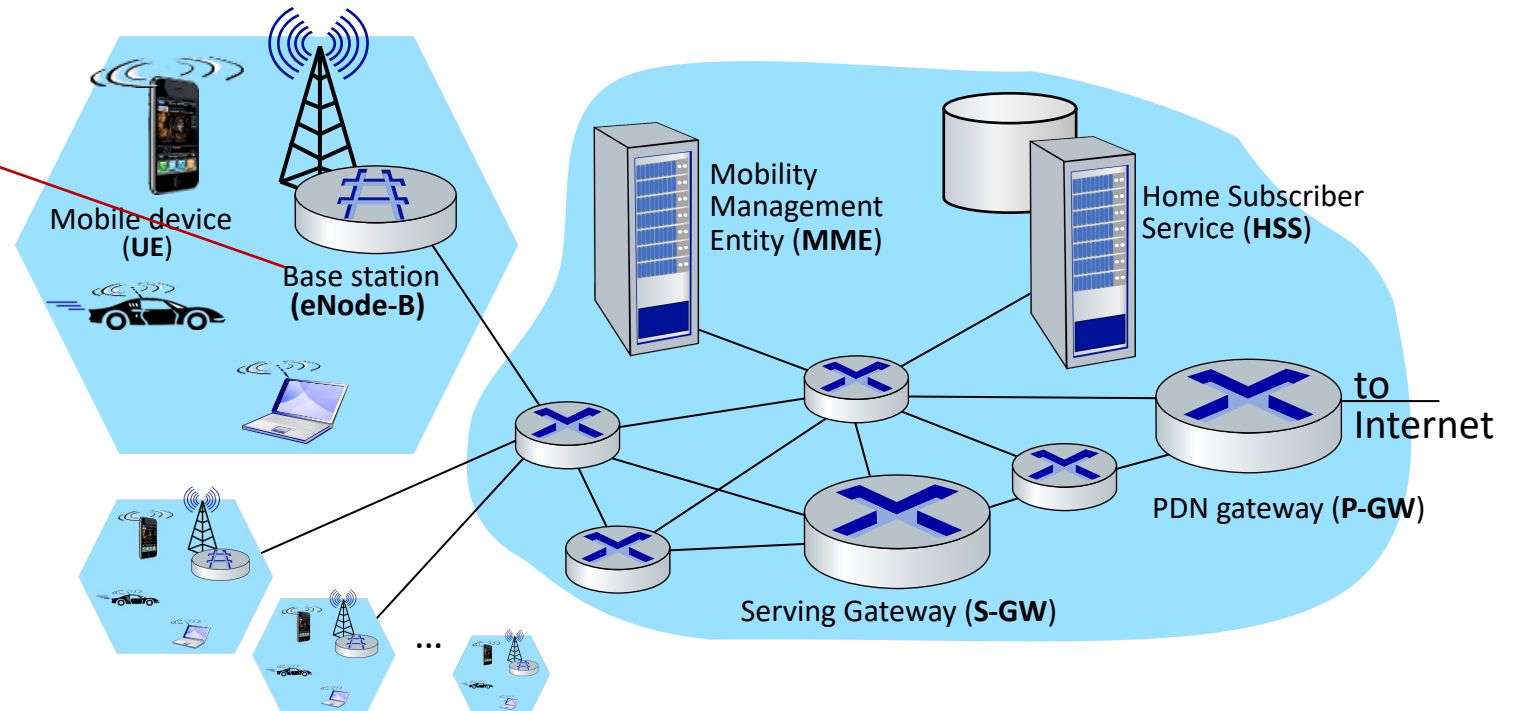 Mobile device
(UE)
Base station
(eNode-B)
Mobility
Management
Entity (MME)
Home Subscriber
Service (HSS)
to
Internet
PDN gateway (P-GW)
Serving Gateway (S-GW)
...